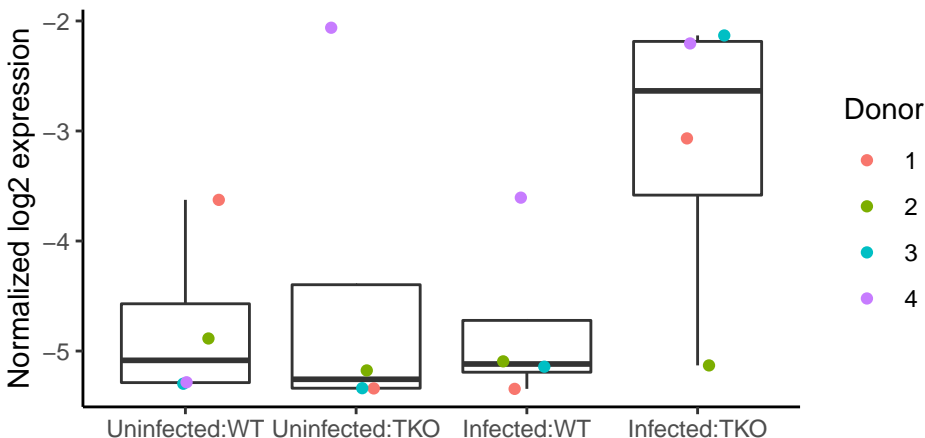 Normalized log2 expression
−2
−3
−4
−5
Uninfected:WT
Uninfected:TKO
Infected:WT
Infected:TKO
Donor
1
2
3
4